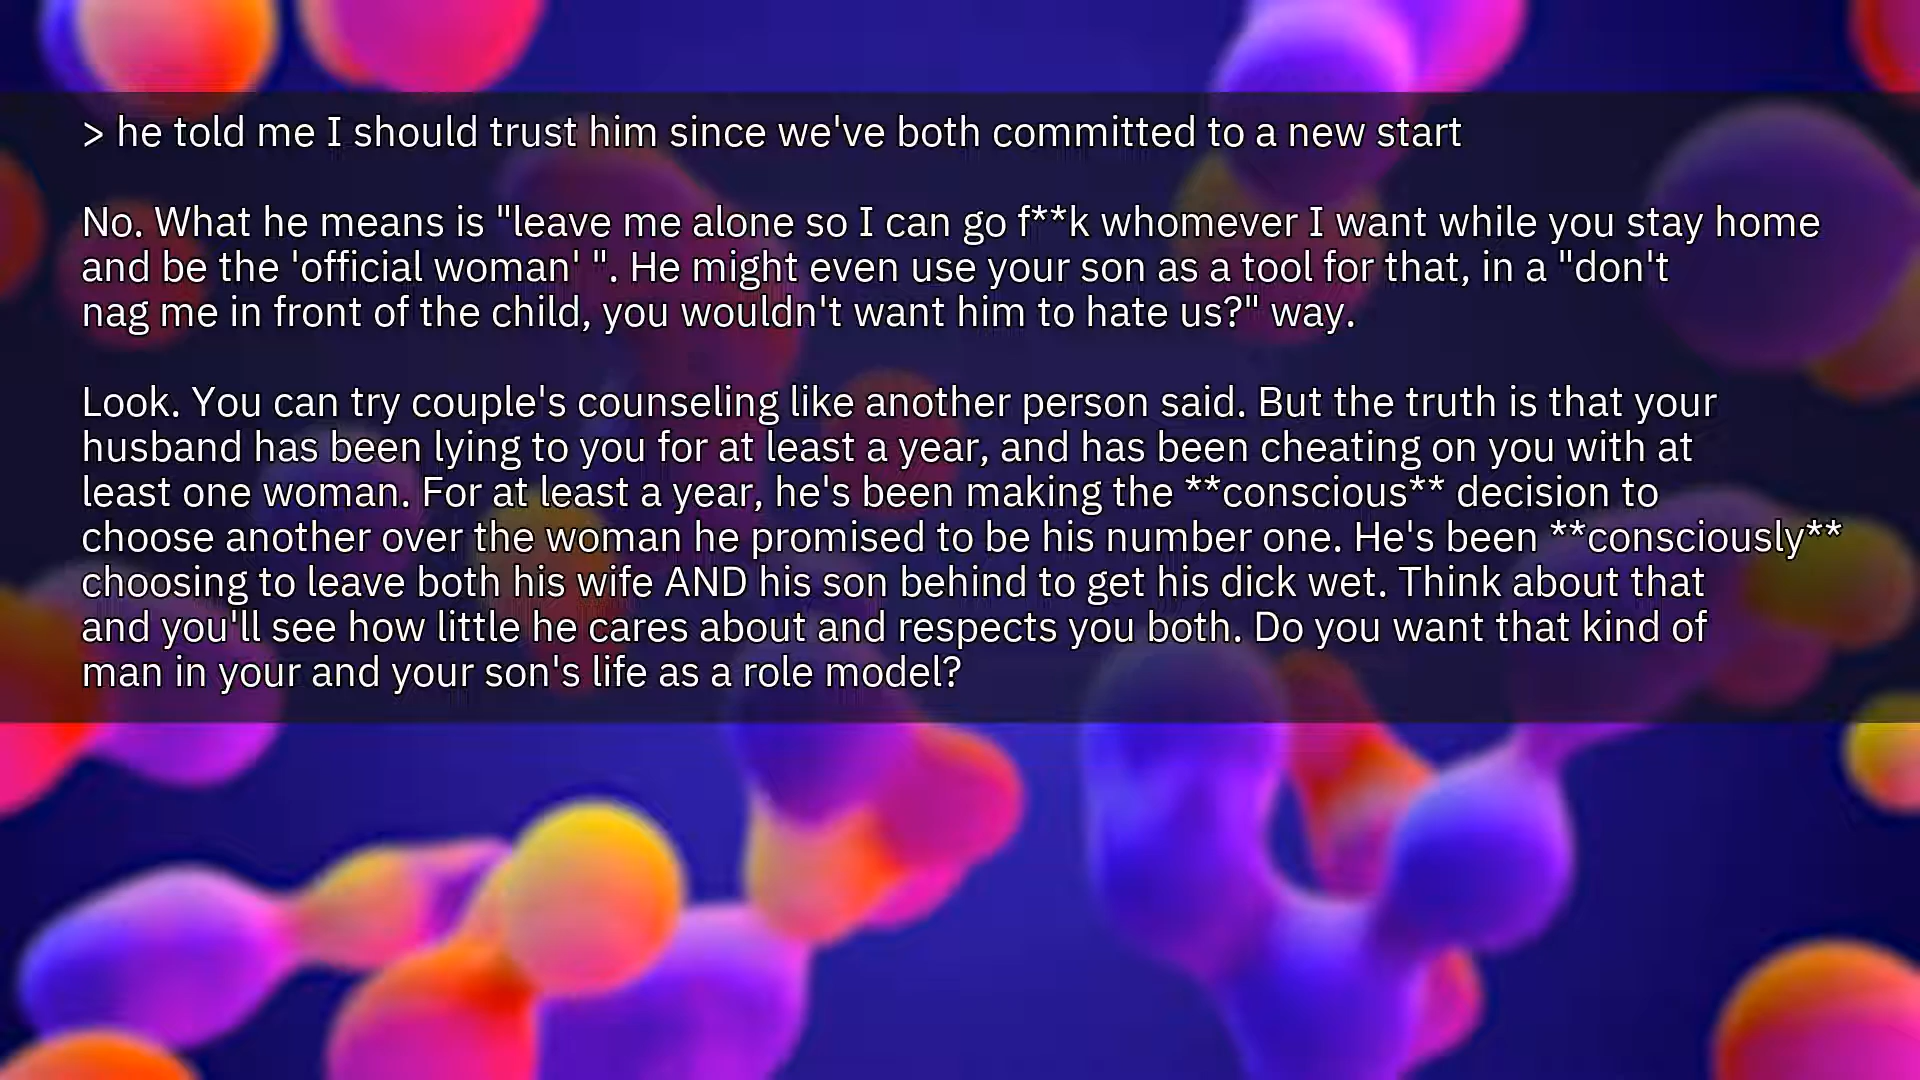 > he told me I should trust him since we've both committed to a new start
No. What he means is "leave me alone so I can go f**k whomever I want while you stay home
and be the 'official woman' ". He might even use your son as a tool for that, in a "don't
nag me in front of the child, you wouldn't want him to hate us?" way.
Look. You can try couple's counseling like another person said. But the truth is that your
husband has been lying to you for at least a year, and has been cheating on you with at
least one woman. For at least a year, he's been making the **conscious** decision to
choose another over the woman he promised to be his number one. He's been **consciously**
choosing to leave both his wife AND his son behind to get his dick wet. Think about that
and you'll see how little he cares about and respects you both. Do you want that kind of
man in your and your son's life as a role model?